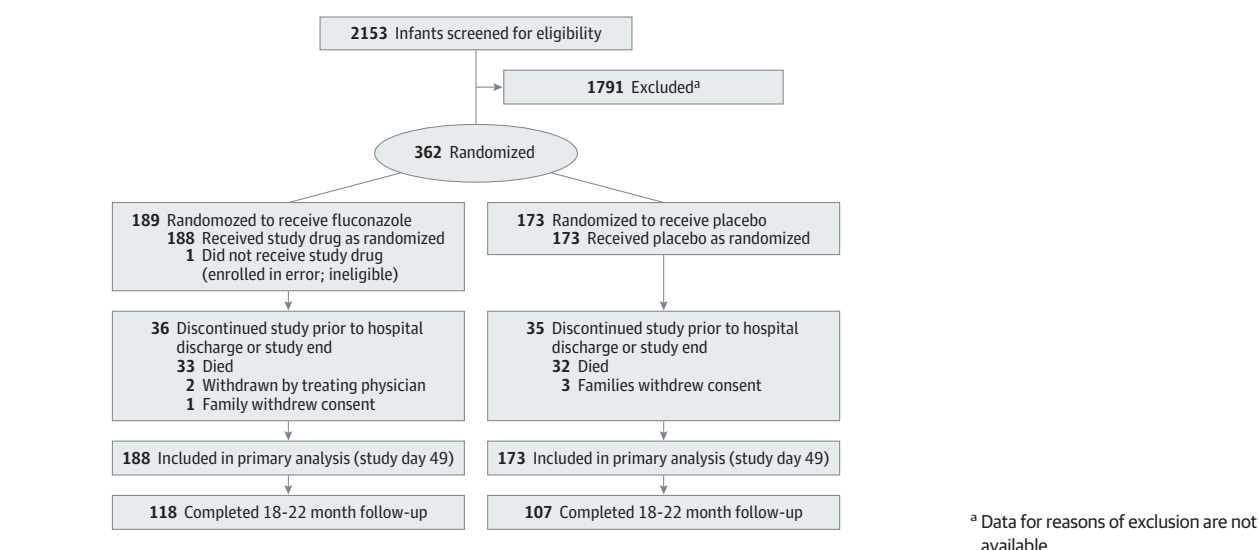 2153 Infants screened for eligibility
1791 Excludedᵃ
362 Randomized
189 Randomozed to receive fluconazole
188 Received study drug as randomized
1 Did not receive study drug
(enrolled in error; ineligible)
173 Randomized to receive placebo
173 Received placebo as randomized
36 Discontinued study prior to hospital
discharge or study end
33 Died
2 Withdrawn by treating physician
1 Family withdrew consent
35 Discontinued study prior to hospital
discharge or study end
32 Died
3 Families withdrew consent
188 Included in primary analysis (study day 49)
173 Included in primary analysis (study day 49)
118 Completed 18-22 month follow-up
107 Completed 18-22 month follow-up
ᵃ Data for reasons of exclusion are not
available